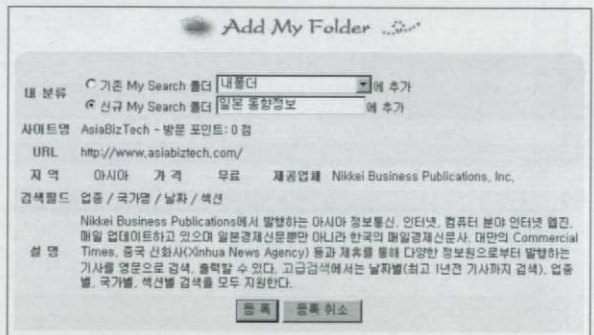 Add My Folder
내 분류 기존 My Search 폴더 내폴더 에 추가
신규 My Search 폴더 일본 동향정보 에 추가
사이트명 AsiaBizTech - 방문 포인트: 0 점
URL http://www.asiabiztech.com/
지 역 아시아 가 격 무료 제공업체 Nikkei Business Publications, Inc.
검색필드 업종 / 국가명 / 날짜 / 섹션
Nikkei Business Publications에서 발행하는 아시아 정보통신, 인터넷, 컴퓨터 분야 인터넷 웹진.
매일 업데이트하고 있으며 일본경제신문뿐만 아니라 한국의 매일경제신문사, 대만의 Commercial
설 명 Times, 중국 신화사(Xinhua News Agency) 등과 제휴를 통해 다양한 정보원으로부터 발행하는
기사를 영문으로 검색, 출력할 수 있다. 고급검색에서는 날짜별(최고 1년전 기사까지 검색), 업종
별, 국가별, 섹션별 검색을 모두 지원한다.
등 록 등록 취소